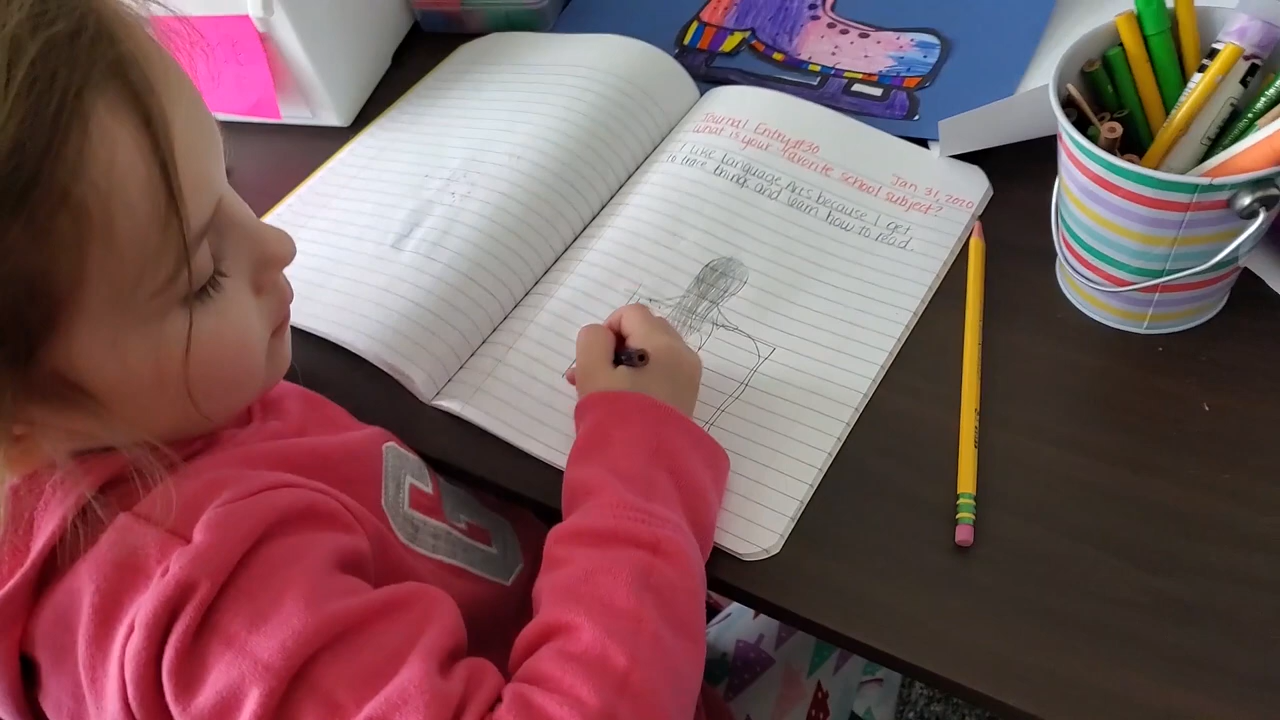 Journal Entry #30
Jan 31, 2020
What is your favorite school subject?
I like Language Arts because I get
to trace things and learn how to read.
C